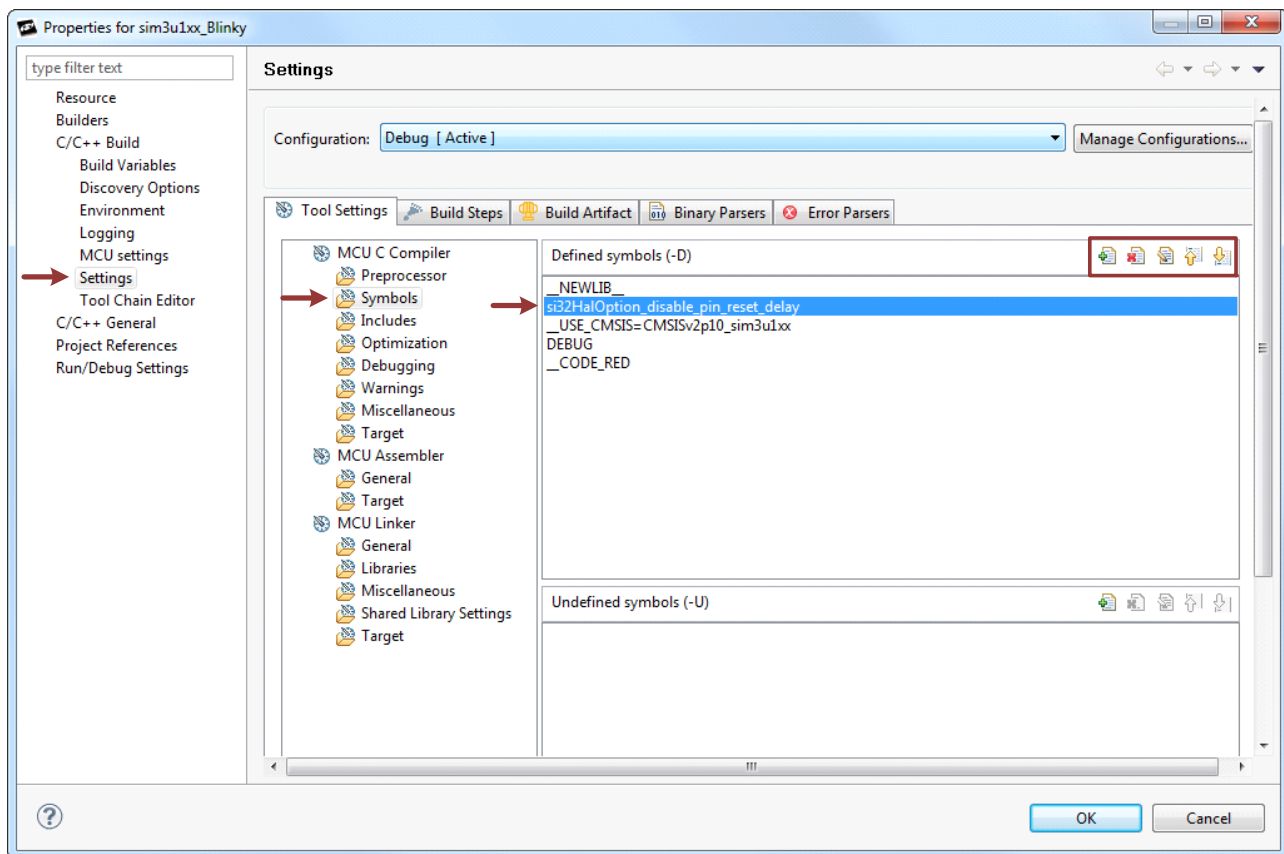 Properties for sim3u1xx_Blinky
type filter text
Resource
Builders
C/C++ Build
Build Variables
Discovery Options
Environment
Logging
MCU settings
Settings
Tool Chain Editor
C/C++ General
Project References
Run/Debug Settings
Settings
Configuration: Debug [ Active ] Manage Configurations...
Tool Settings Build Steps Build Artifact Binary Parsers Error Parsers
MCU C Compiler
Preprocessor
Symbols
Includes
Optimization
Debugging
Warnings
Miscellaneous
Target
MCU Assembler
General
Target
MCU Linker
General
Libraries
Miscellaneous
Shared Library Settings
Target
Defined symbols (-D)
__NEWLIB__
si32HalOption_disable_pin_reset_delay
__USE_CMSIS=CMSISv2p10_sim3u1xx
DEBUG
__CODE_RED
Undefined symbols (-U)
OK Cancel